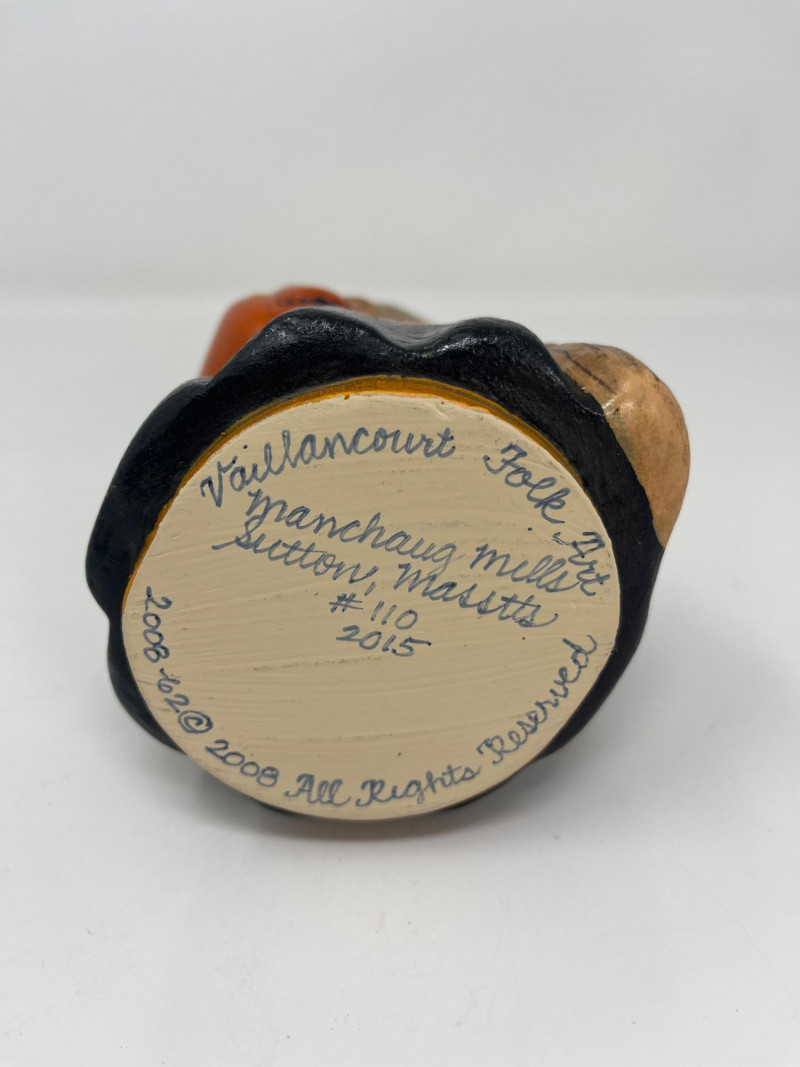 Vaillancourt Folk Art
Manchaug Mills
Sutton, Masstts
#110
2015
2008-62 © 2008 All Rights Reserved